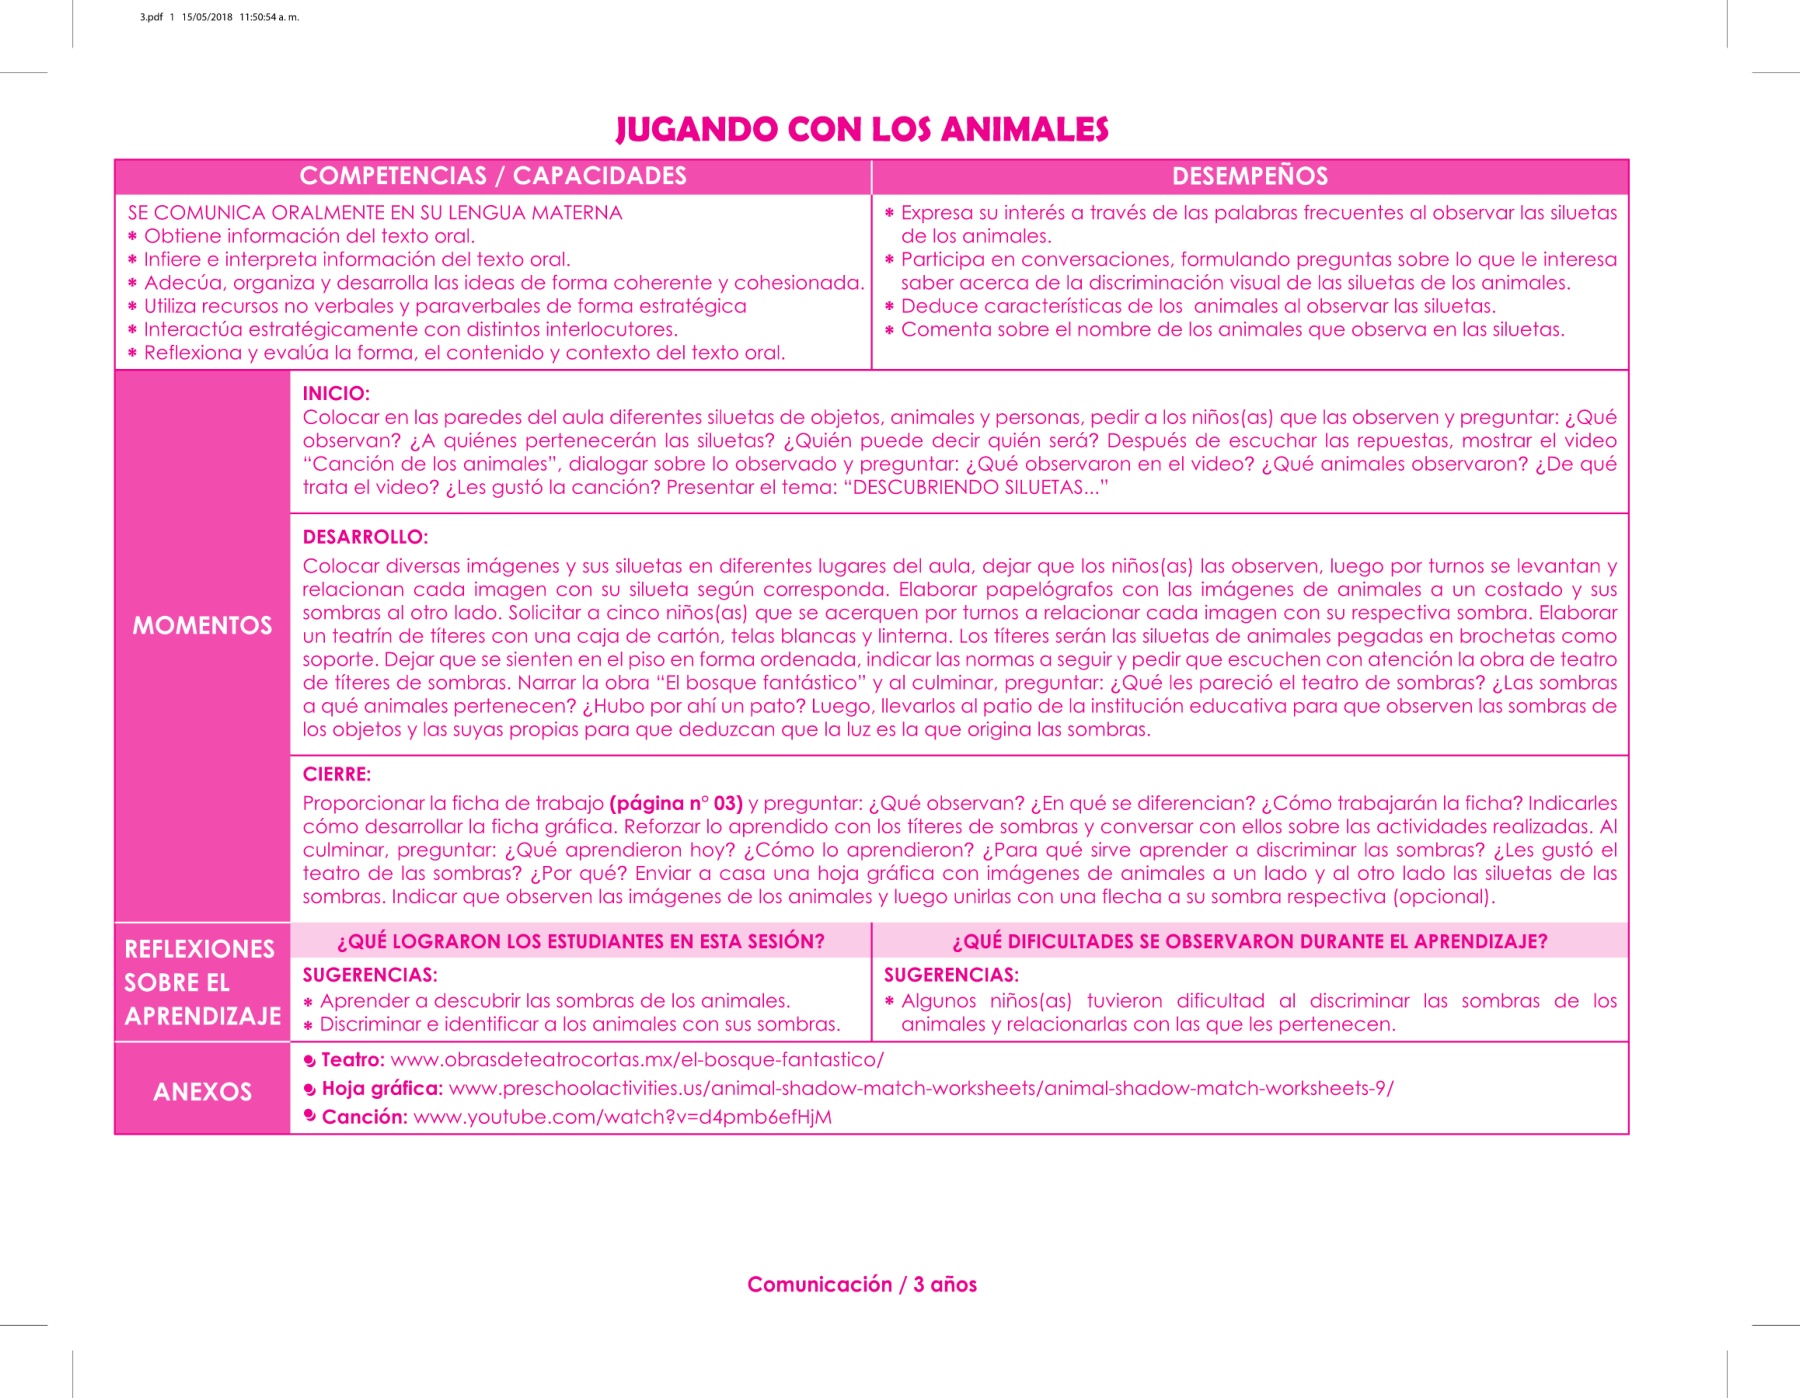 3.pdf 1 15/05/2018 11:50:54 a. m.
JUGANDO CON LOS ANIMALES
COMPETENCIAS / CAPACIDADES
DESEMPEÑOS
SE COMUNICA ORALMENTE EN SU LENGUA MATERNA
* Obtiene información del texto oral.
* Infiere e interpreta información del texto oral.
* Adecúa, organiza y desarrolla las ideas de forma coherente y cohesionada.
* Utiliza recursos no verbales y paraverbales de forma estratégica
* Interactúa estratégicamente con distintos interlocutores.
* Reflexiona y evalúa la forma, el contenido y contexto del texto oral.
* Expresa su interés a través de las palabras frecuentes al observar las siluetas
de los animales.
* Participa en conversaciones, formulando preguntas sobre lo que le interesa
saber acerca de la discriminación visual de las siluetas de los animales.
* Deduce características de los animales al observar las siluetas.
* Comenta sobre el nombre de los animales que observa en las siluetas.
MOMENTOS
INICIO:
Colocar en las paredes del aula diferentes siluetas de objetos, animales y personas, pedir a los niños(as) que las observen y preguntar: ¿Qué
observan? ¿A quiénes pertenecerán las siluetas? ¿Quién puede decir quién será? Después de escuchar las repuestas, mostrar el video
“Canción de los animales”, dialogar sobre lo observado y preguntar: ¿Qué observaron en el video? ¿Qué animales observaron? ¿De qué
trata el video? ¿Les gustó la canción? Presentar el tema: “DESCUBRIENDO SILUETAS...”
DESARROLLO:
Colocar diversas imágenes y sus siluetas en diferentes lugares del aula, dejar que los niños(as) las observen, luego por turnos se levantan y
relacionan cada imagen con su silueta según corresponda. Elaborar papelógrafos con las imágenes de animales a un costado y sus
sombras al otro lado. Solicitar a cinco niños(as) que se acerquen por turnos a relacionar cada imagen con su respectiva sombra. Elaborar
un teatrín de títeres con una caja de cartón, telas blancas y linterna. Los títeres serán las siluetas de animales pegadas en brochetas como
soporte. Dejar que se sienten en el piso en forma ordenada, indicar las normas a seguir y pedir que escuchen con atención la obra de teatro
de títeres de sombras. Narrar la obra “El bosque fantástico” y al culminar, preguntar: ¿Qué les pareció el teatro de sombras? ¿Las sombras
a qué animales pertenecen? ¿Hubo por ahí un pato? Luego, llevarlos al patio de la institución educativa para que observen las sombras de
los objetos y las suyas propias para que deduzcan que la luz es la que origina las sombras.
CIERRE:
Proporcionar la ficha de trabajo (página n° 03) y preguntar: ¿Qué observan? ¿En qué se diferencian? ¿Cómo trabajarán la ficha? Indicarles
cómo desarrollar la ficha gráfica. Reforzar lo aprendido con los títeres de sombras y conversar con ellos sobre las actividades realizadas. Al
culminar, preguntar: ¿Qué aprendieron hoy? ¿Cómo lo aprendieron? ¿Para qué sirve aprender a discriminar las sombras? ¿Les gustó el
teatro de las sombras? ¿Por qué? Enviar a casa una hoja gráfica con imágenes de animales a un lado y al otro lado las siluetas de las
sombras. Indicar que observen las imágenes de los animales y luego unirlas con una flecha a su sombra respectiva (opcional).
REFLEXIONES
SOBRE EL
APRENDIZAJE
¿QUÉ LOGRARON LOS ESTUDIANTES EN ESTA SESIÓN?
SUGERENCIAS:
* Aprender a descubrir las sombras de los animales.
* Discriminar e identificar a los animales con sus sombras.
¿QUÉ DIFICULTADES SE OBSERVARON DURANTE EL APRENDIZAJE?
SUGERENCIAS:
* Algunos niños(as) tuvieron dificultad al discriminar las sombras de los
animales y relacionarlas con las que les pertenecen.
ANEXOS
Teatro: www.obrasdeteatrocortas.mx/el-bosque-fantastico/
Hoja gráfica: www.preschoolactivities.us/animal-shadow-match-worksheets/animal-shadow-match-worksheets-9/
Canción: www.youtube.com/watch?v=d4pmb6efHjM
Comunicación / 3 años